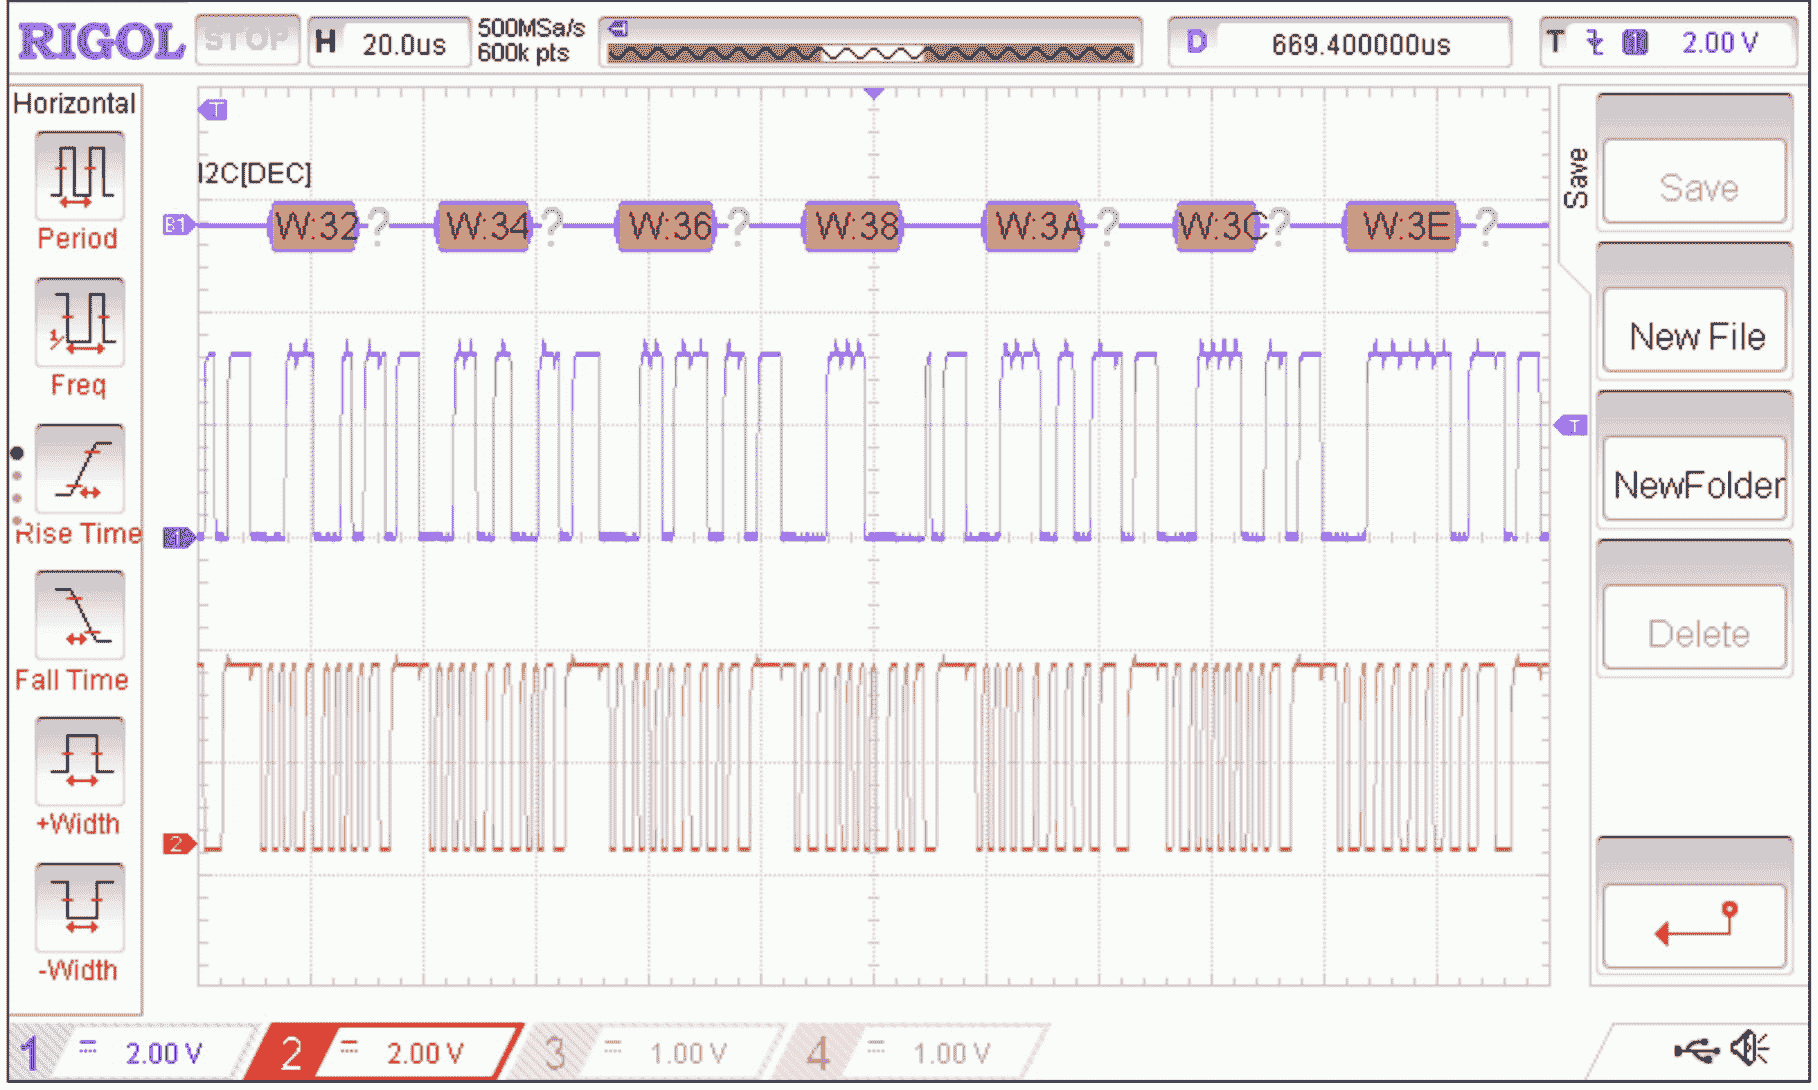 RIGOL STOP H 20.0us 500MSa/s 600k pts D 669.400000us T 1 2.00 V
Horizontal
Period
Freq
Rise Time
Fall Time
+Width
-Width
T
I2C[DEC]
B1 W:32 ? W:34 ? W:36 ? W:38 W:3A ? W:3C ? W:3E ?
T
1
2
Save
Save
New File
NewFolder
Delete
1 2.00 V 2 2.00 V 3 1.00 V 4 1.00 V